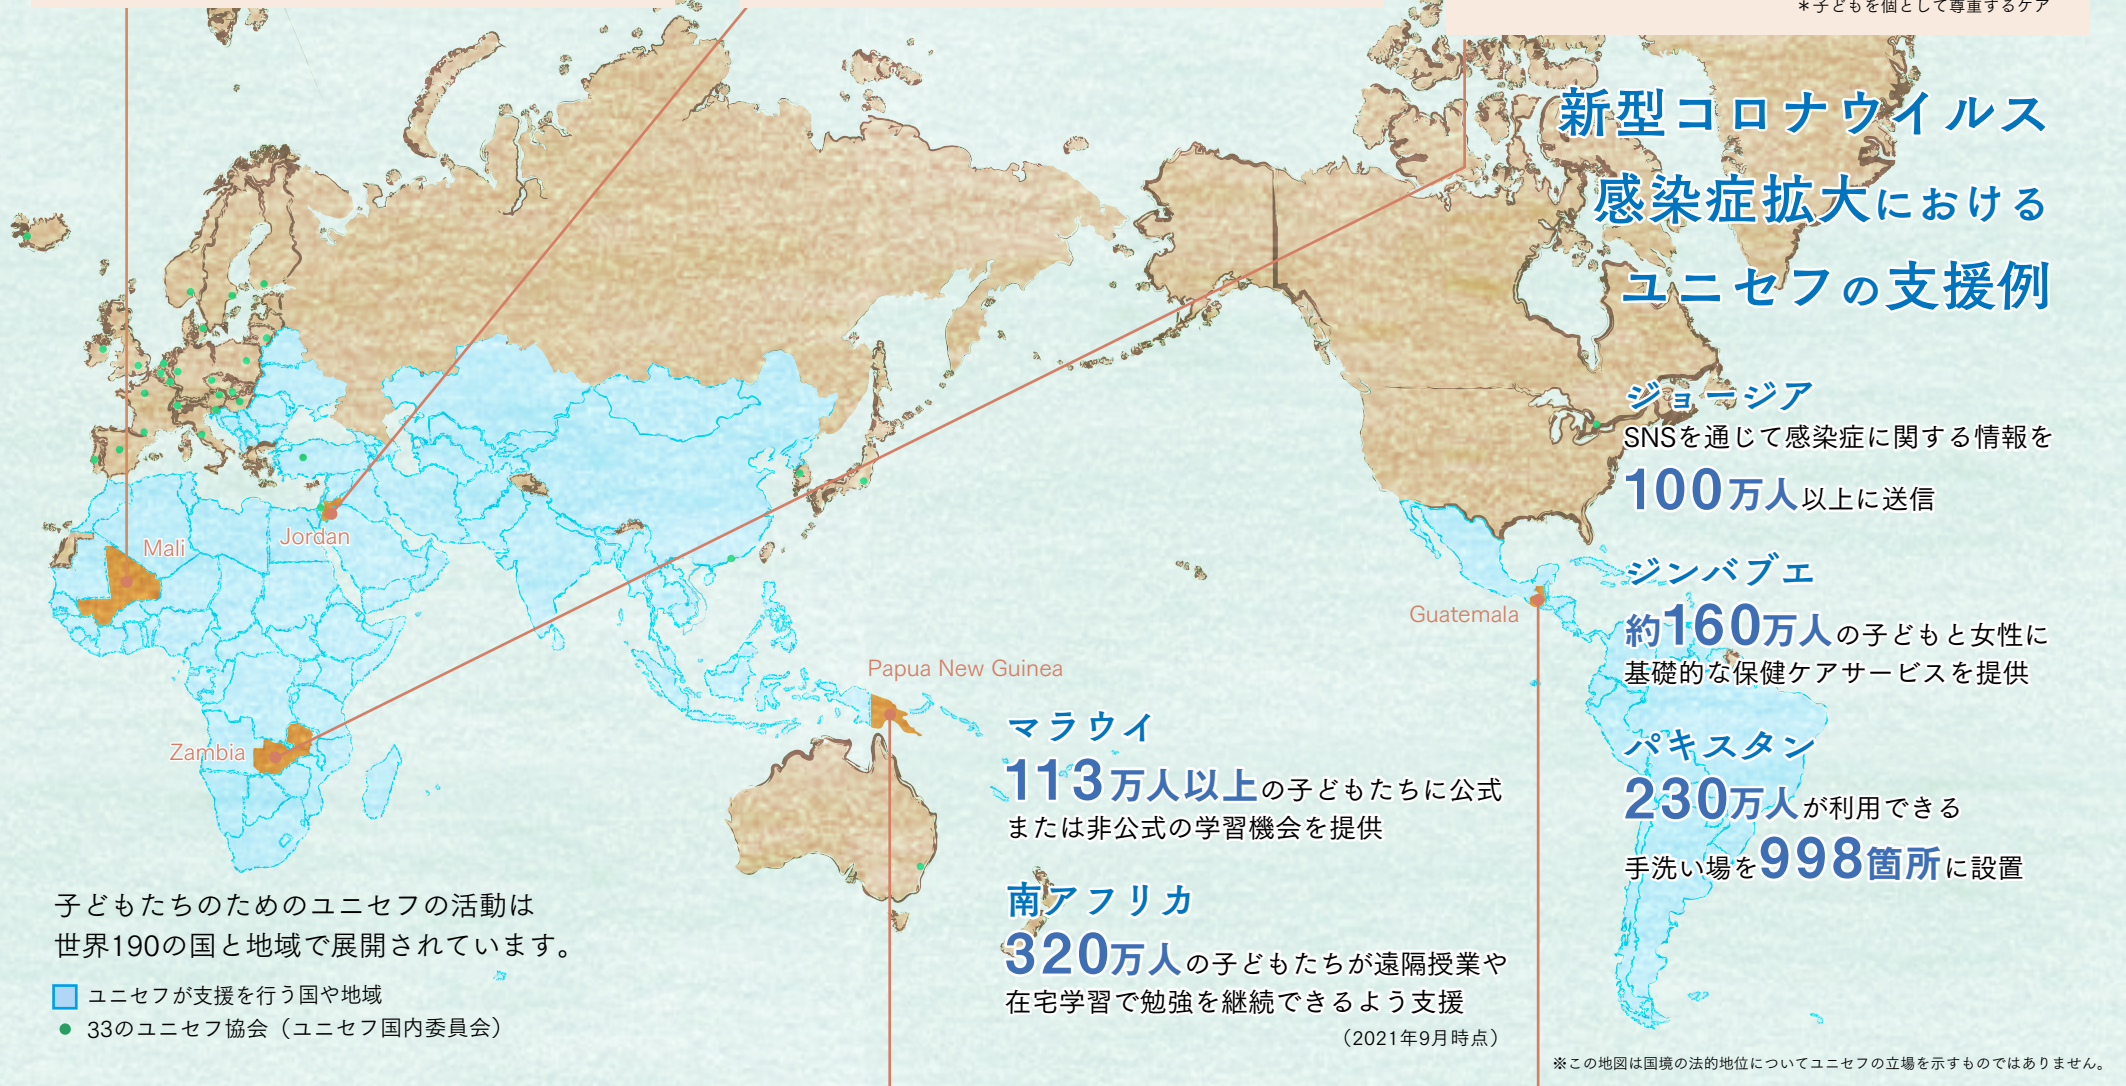 ＊子どもを個として尊重するケア
新型コロナウイルス
感染症拡大における
ユニセフの支援例
ジョージア
SNSを通じて感染症に関する情報を
100万人以上に送信
ジンバブエ
約160万人の子どもと女性に
基礎的な保健ケアサービスを提供
パキスタン
230万人が利用できる
手洗い場を998箇所に設置
Mali
Jordan
Zambia
Guatemala
Papua New Guinea
マラウイ
113万人以上の子どもたちに公式
または非公式の学習機会を提供
南アフリカ
320万人の子どもたちが遠隔授業や
在宅学習で勉強を継続できるよう支援
（2021年9月時点）
子どもたちのためのユニセフの活動は
世界190の国と地域で展開されています。
ユニセフが支援を行う国や地域
33のユニセフ協会（ユニセフ国内委員会）
※この地図は国境の法的地位についてユニセフの立場を示すものではありません。